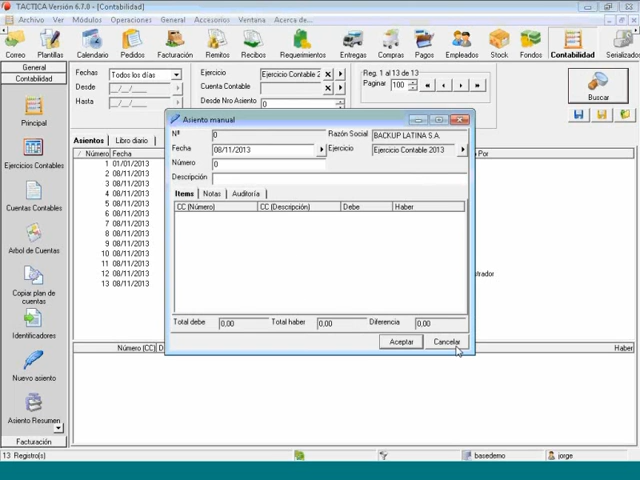 TACTICA Versión 6.7.0 - [Contabilidad]
Archivo Ver Módulos Operaciones General Accesorios Ventana Acerca de...
Correo Plantillas Calendario Pedidos Facturación Remitos Recibos Requerimientos Entregas Compras Pagos Empleados Stock Fondos Contabilidad Serializados
General
Contabilidad
Principal
Ejercicios Contables
Cuentas Contables
Arbol de Cuentas
Copiar plan de cuentas
Identificadores
Nuevo asiento
Asiento Resumen
Facturación
Fechas Todos los días
Desde __/__/____
Hasta __/__/____
Ejercicio Ejercicio Contable 2
Cuenta Contable
Desde Nro Asiento 0
Reg. 1 al 13 de 13
Paginar 100
Buscar
Asientos Libro diario
Número Fecha
Por
1 01/01/2013
2 08/11/2013
3 08/11/2013
4 08/11/2013
5 08/11/2013
6 08/11/2013
7 08/11/2013
8 08/11/2013
9 08/11/2013
10 08/11/2013
11 08/11/2013
12 08/11/2013 trador
13 08/11/2013
Asiento manual
Nº 0 Razón Social BACKUP LATINA S.A.
Fecha 08/11/2013 Ejercicio Ejercicio Contable 2013
Número 0
Descripción
Items Notas Auditoría
CC (Número) CC (Descripción) Debe Haber
Total debe 0,00 Total haber 0,00 Diferencia 0,00
Aceptar Cancelar
Número (CC) D Haber
13 Registro(s) basedemo jorge